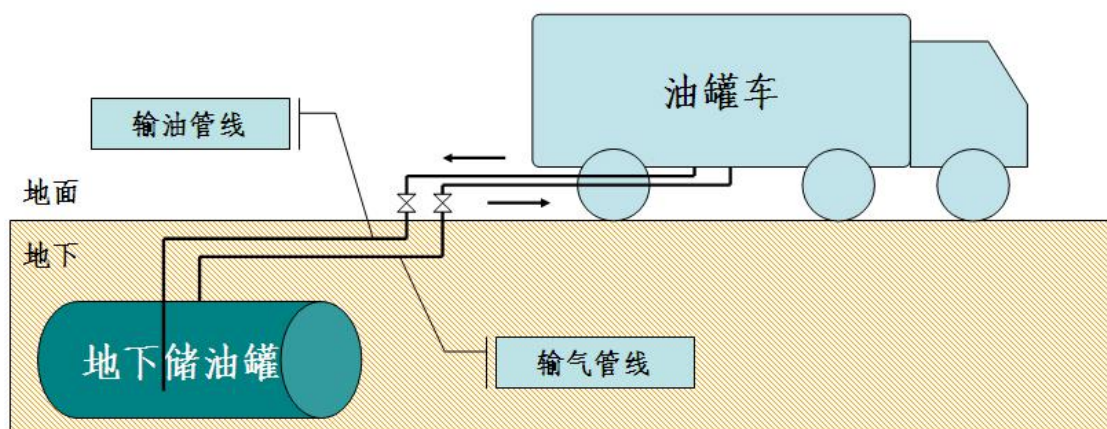 油罐车
输油管线
地面
地下
地下储油罐
输气管线